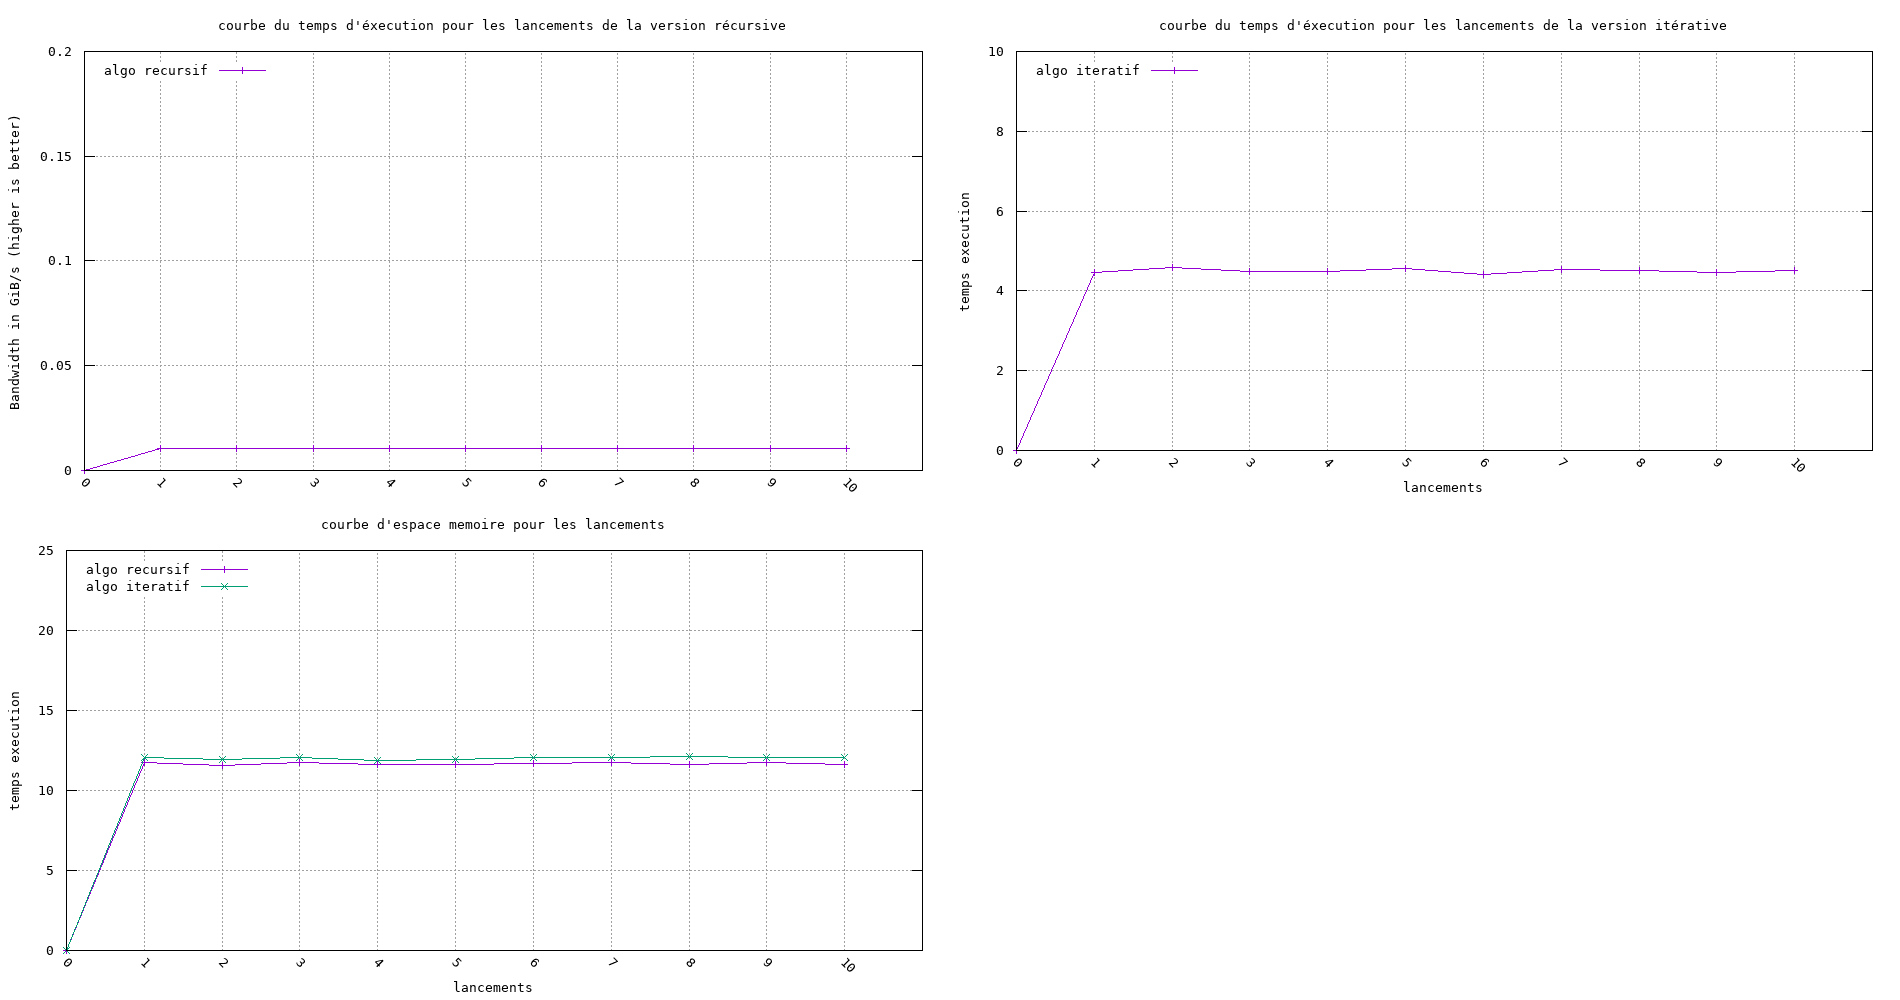 courbe du temps d'éxecution pour les lancements de la version récursive
algo recursif
Bandwidth in GiB/s (higher is better)
0.2
0.15
0.1
0.05
0
0 1 2 3 4 5 6 7 8 9 10
courbe du temps d'éxecution pour les lancements de la version itérative
algo iteratif
temps execution
10
8
6
4
2
0
0 1 2 3 4 5 6 7 8 9 10
lancements
courbe d'espace memoire pour les lancements
algo recursif
algo iteratif
temps execution
25
20
15
10
5
0
0 1 2 3 4 5 6 7 8 9 10
lancements